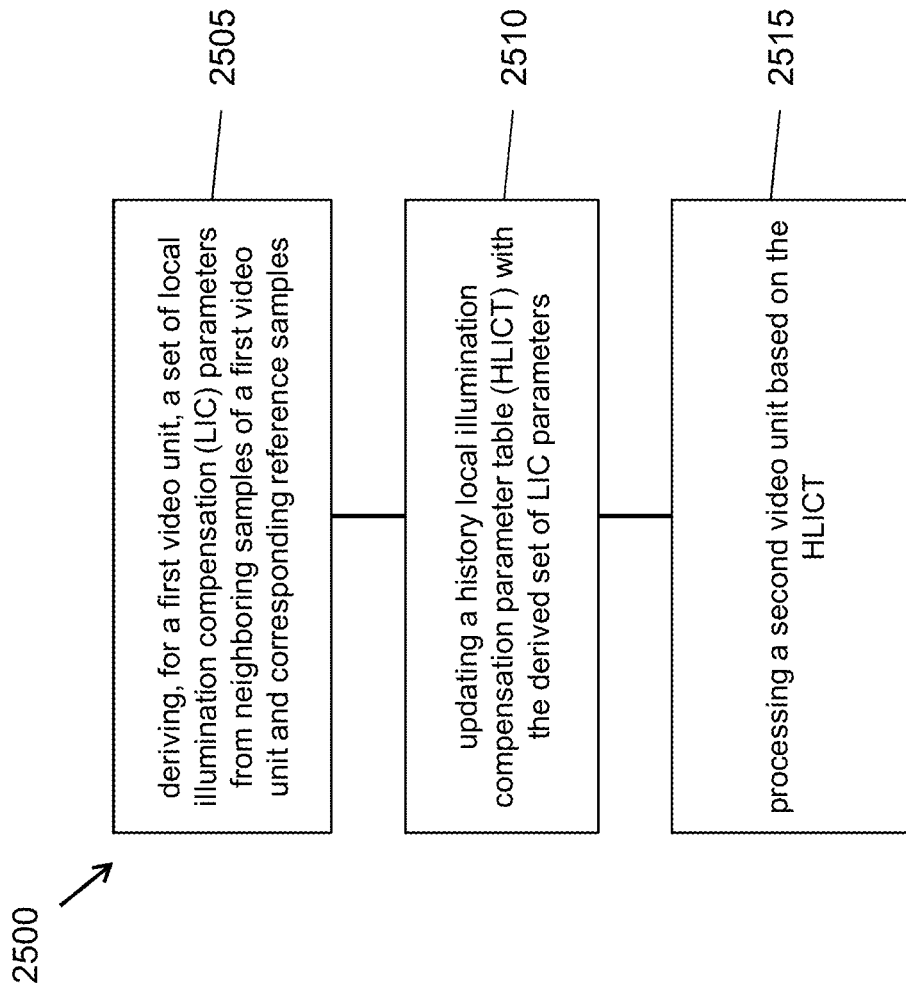 2500
deriving, for a first video unit, a set of local
illumination compensation (LIC) parameters
from neighboring samples of a first video
unit and corresponding reference samples
2505
updating a history local illumination
compensation parameter table (HLICT) with
the derived set of LIC parameters
2510
processing a second video unit based on the
HLICT
2515